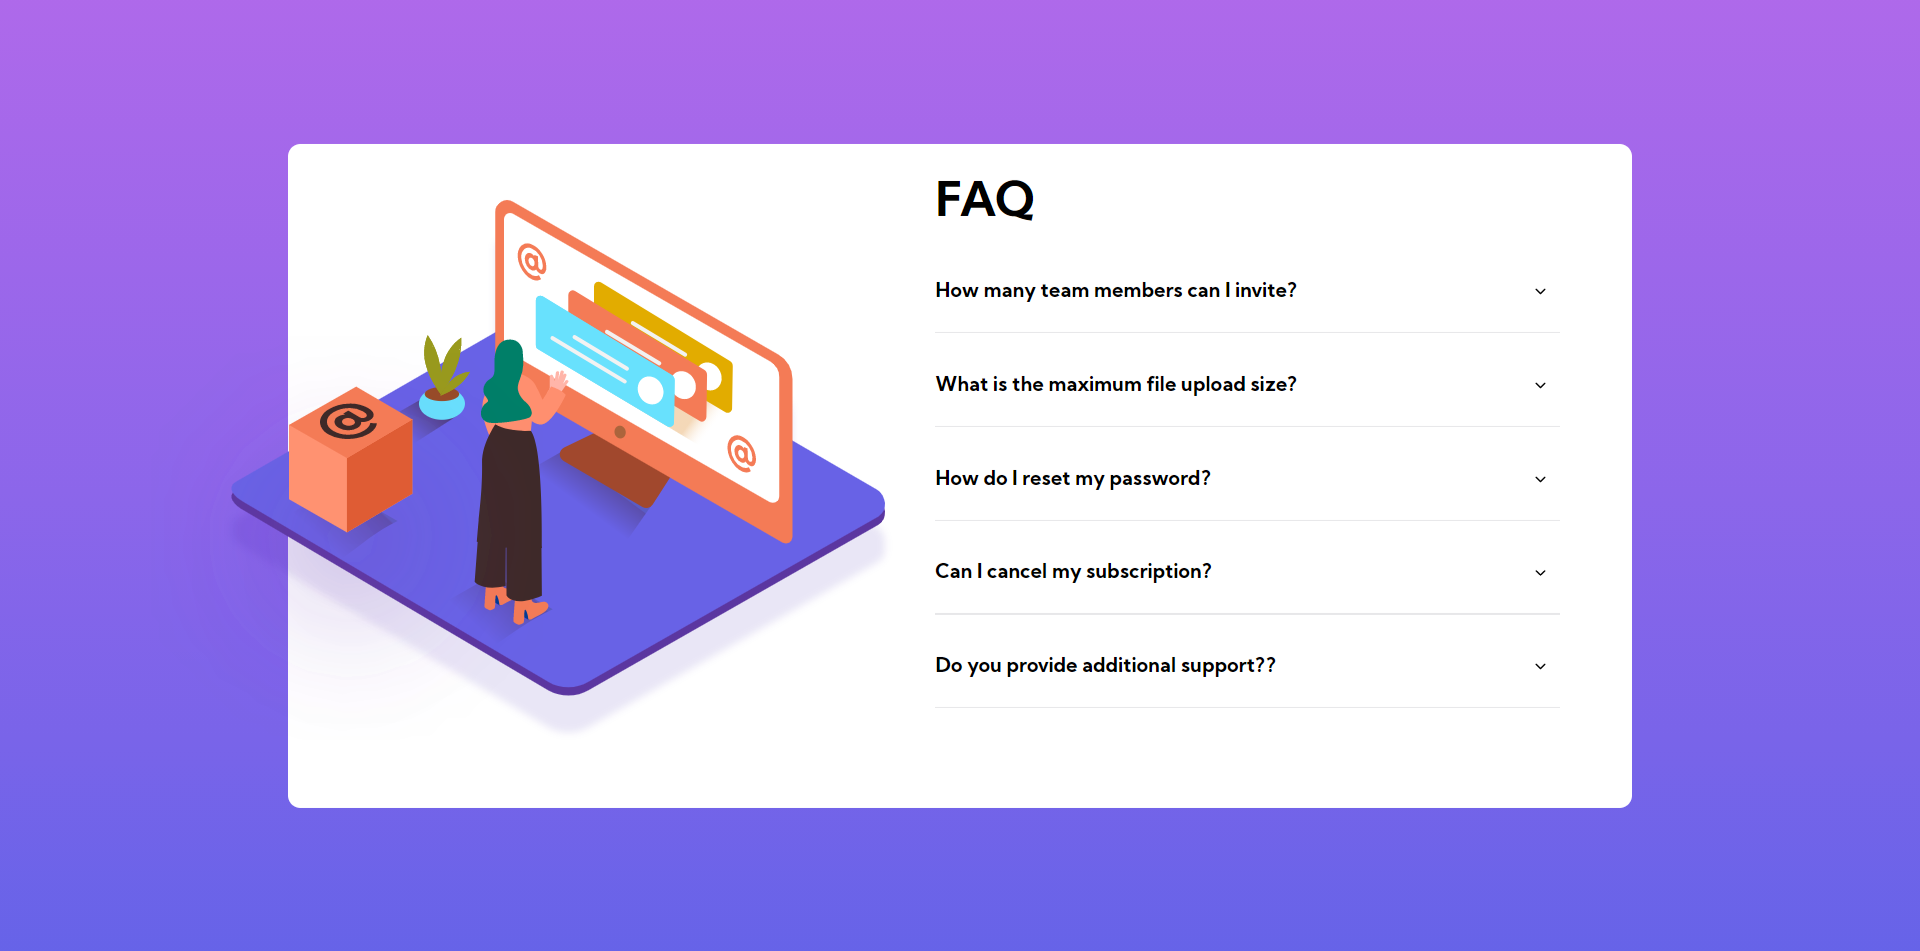 FAQ
How many team members can I invite?
What is the maximum file upload size?
How do I reset my password?
Can I cancel my subscription?
Do you provide additional support??
@
@
@